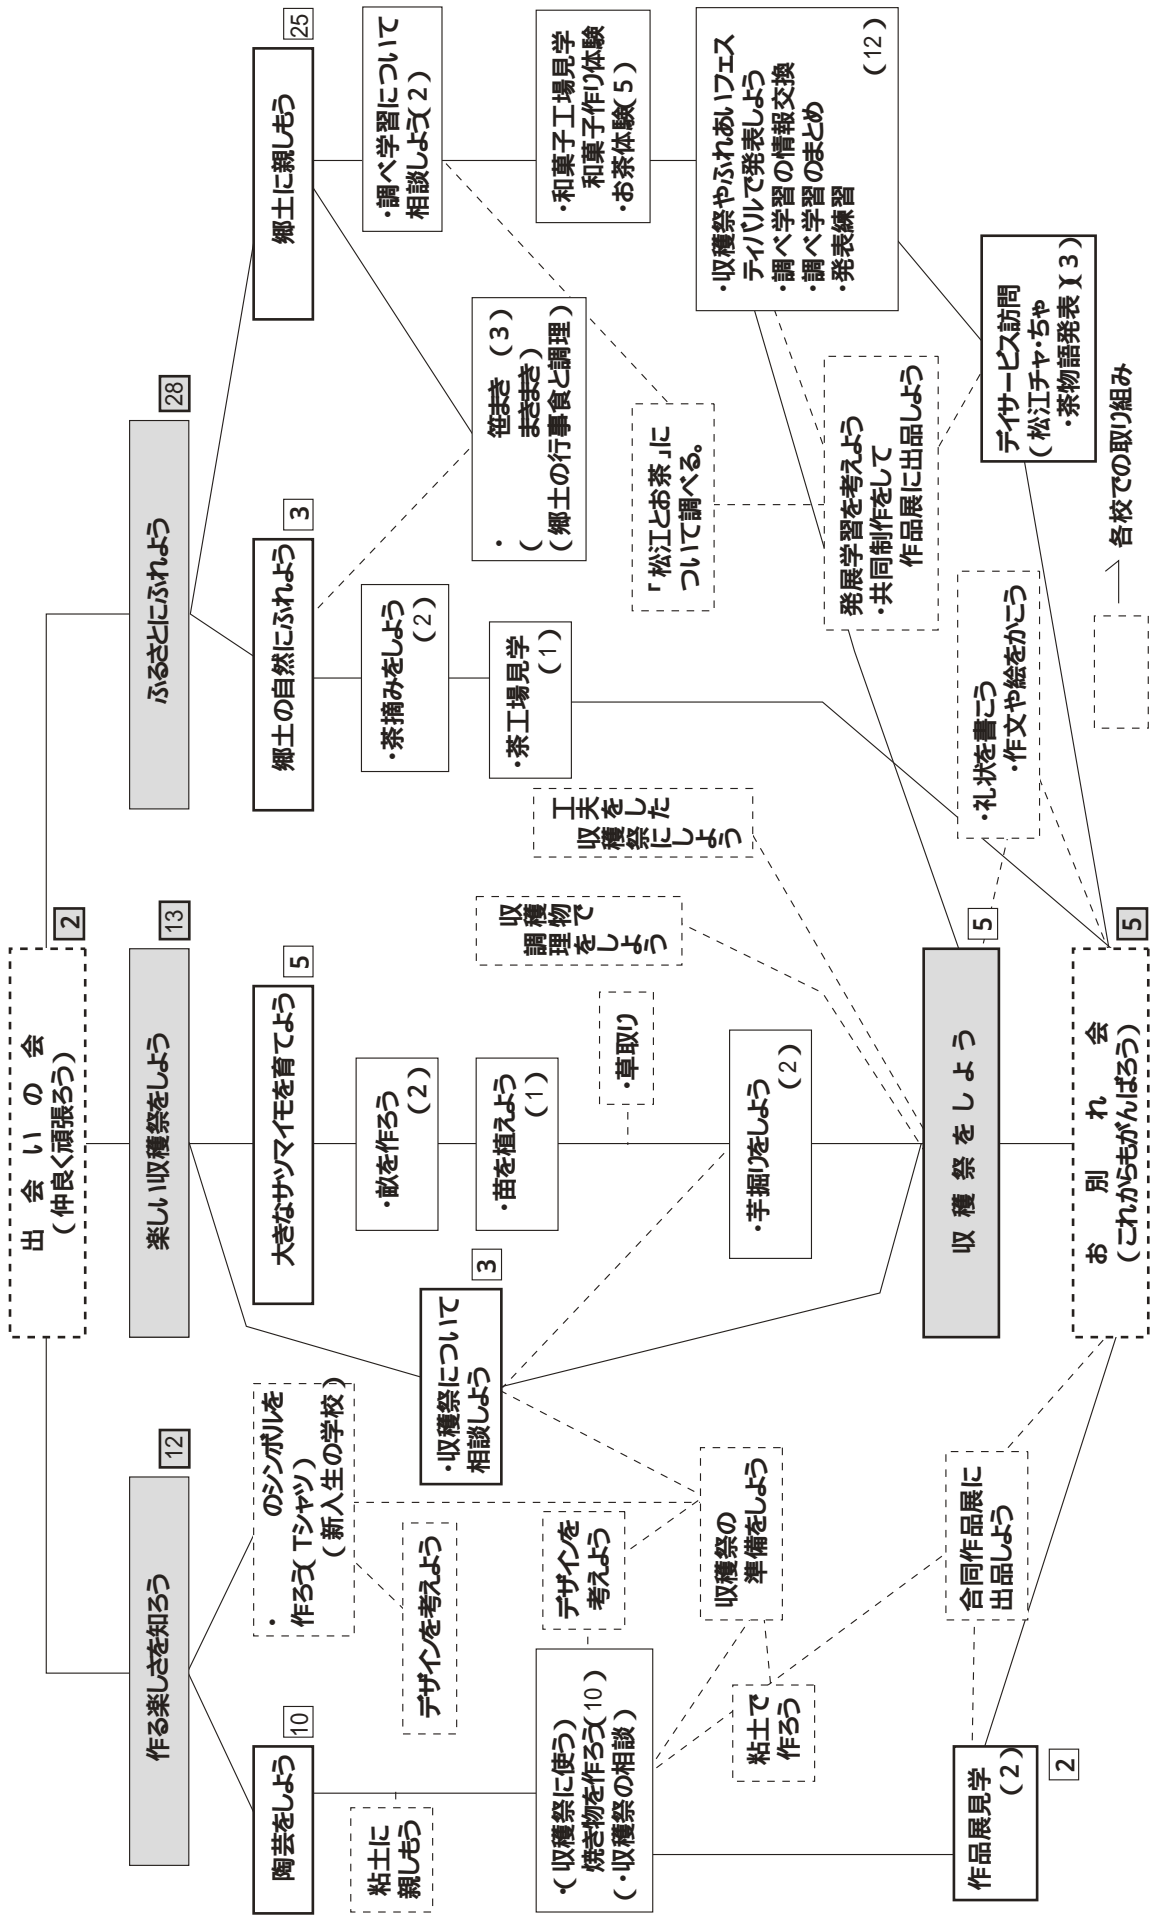 出会いの会
(仲良く頑張ろう)
2
作る楽しさを知ろう
12
楽しい収穫祭をしよう
13
ふるさとにふれよう
28
陶芸をしよう
10
・　　のシンボルを
作ろう(Tシャツ)
(新入生の学校)
大きなサツマイモを育てよう
5
郷土の自然にふれよう
3
郷土に親しもう
25
粘土に
親しもう
デザインを考えよう
・収穫祭について
相談しよう
3
・畝を作ろう
(2)
・茶摘みをしよう
(2)
・調べ学習について
相談しよう(2)
・苗を植えよう
(1)
・茶工場見学
(1)
・　　笹まき　(3)
(　　まきまき)
(郷土の行事食と調理)
・和菓子工場見学
和菓子作り体験
・お茶体験(5)
・(収穫祭に使う)
焼き物を作ろう(10)
(・収穫祭の相談)
デザインを
考えよう
・草取り
収穫物で
調理をしよう
工夫をした
収穫祭にしよう
「松江とお茶」に
ついて調べる。
収穫祭の
準備をしよう
粘土で
作ろう
・芋掘りをしよう
(2)
・収穫祭やふれあいフェス
ティバルで発表しよう
・調べ学習の情報交換
・調べ学習のまとめ
・発表練習
(12)
発展学習を考えよう
・共同制作をして
作品展に出品しよう
収穫祭をしよう
5
合同作品展に
出品しよう
作品展見学
(2)
2
・礼状を書こう
・作文や絵をかこう
デイサービス訪問
(松江チャ・ちゃ
・茶物語発表)(3)
お別れ会
(これからもがんばろう)
5
各校での取り組み